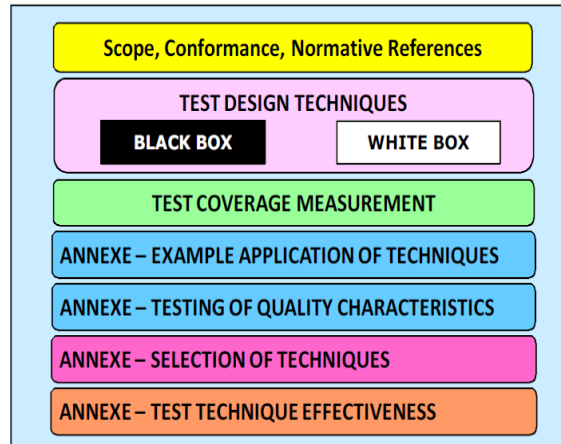 Scope, Conformance, Normative References
TEST DESIGN TECHNIQUES
BLACK BOX
WHITE BOX
TEST COVERAGE MEASUREMENT
ANNEXE – EXAMPLE APPLICATION OF TECHNIQUES
ANNEXE – TESTING OF QUALITY CHARACTERISTICS
ANNEXE – SELECTION OF TECHNIQUES
ANNEXE – TEST TECHNIQUE EFFECTIVENESS